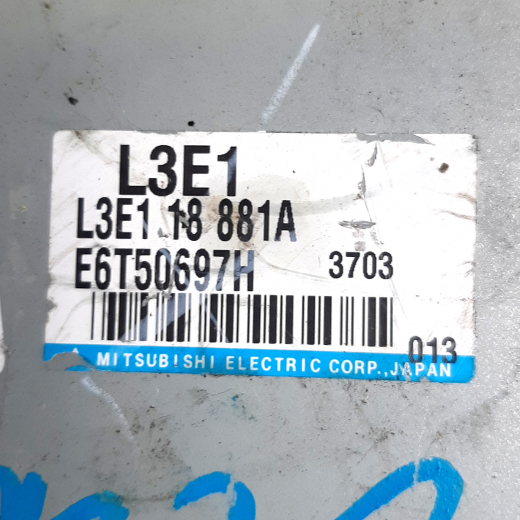 L3E1
L3E1 18 881A
E6T50697H 3703
013
MITSUBISHI ELECTRIC CORP., JAPAN